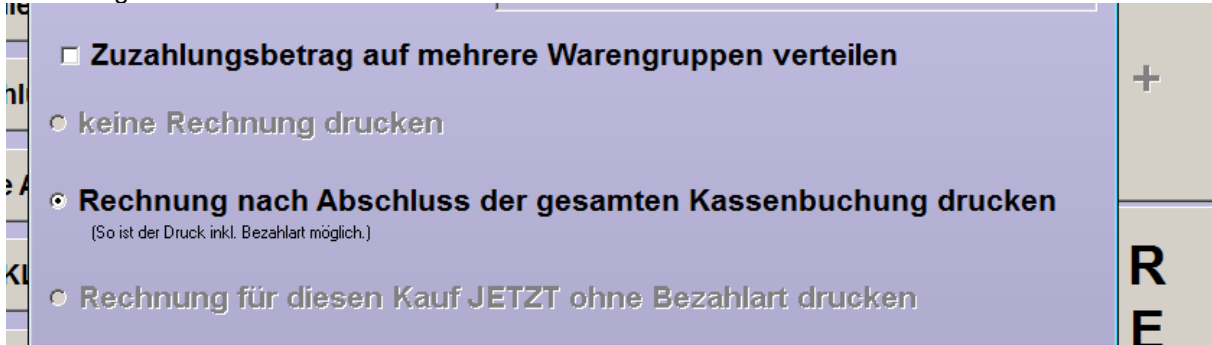 Zuzahlungsbetrag auf mehrere Warengruppen verteilen
+
keine Rechnung drucken
Rechnung nach Abschluss der gesamten Kassenbuchung drucken
(So ist der Druck inkl. Bezahlart möglich.)
R
Rechnung für diesen Kauf JETZT ohne Bezahlart drucken
E